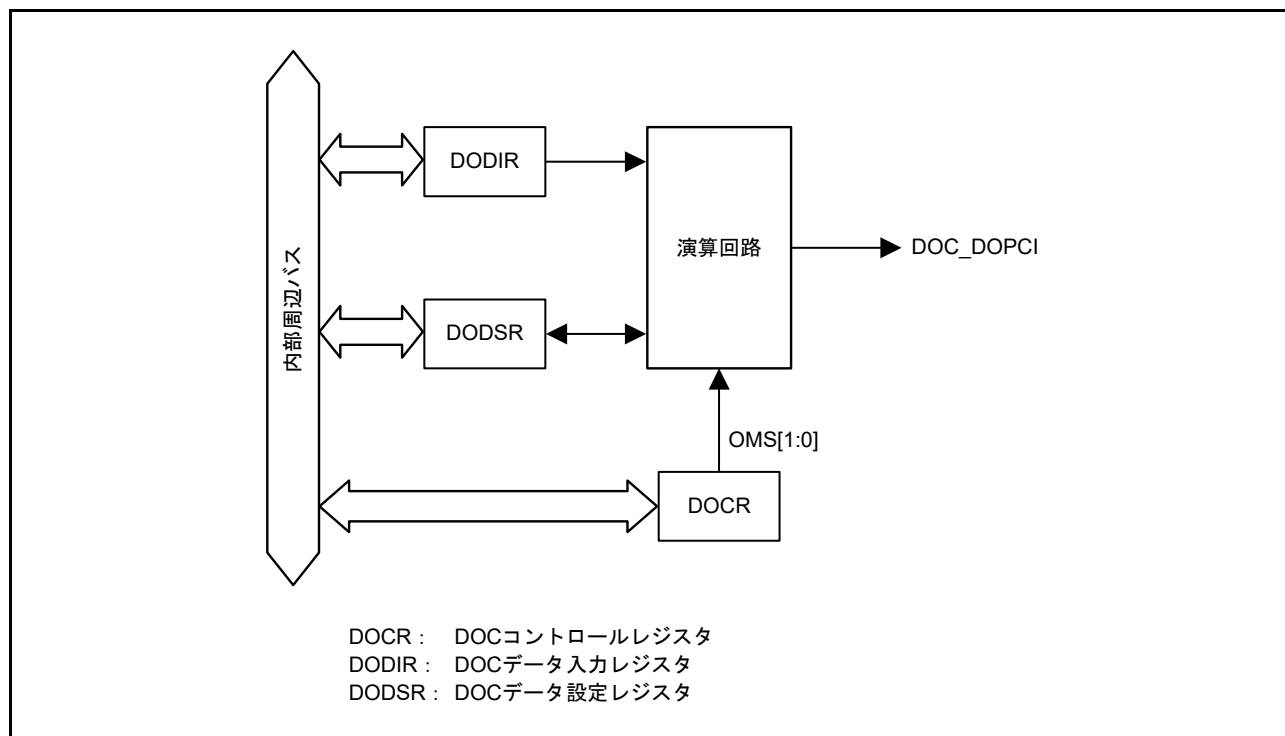 内部周辺バス
DODIR
演算回路
DOC_DOPCI
DODSR
OMS[1:0]
DOCR
DOCR : DOCコントロールレジスタ
DODIR : DOCデータ入力レジスタ
DODSR : DOCデータ設定レジスタ